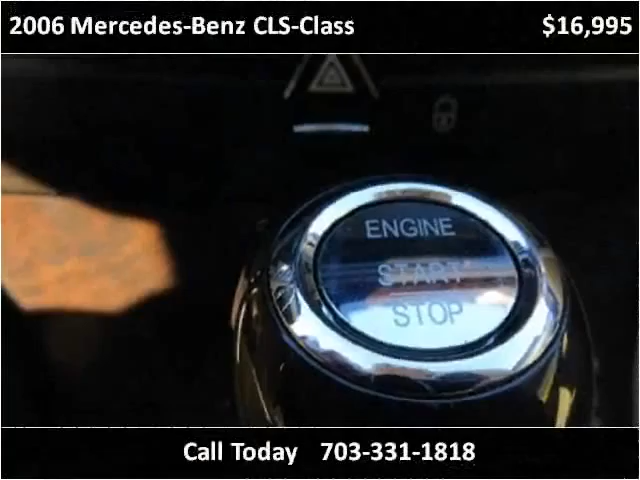 2006 Mercedes-Benz CLS-Class $16,995
ENGINE
START
STOP
Call Today 703-331-1818